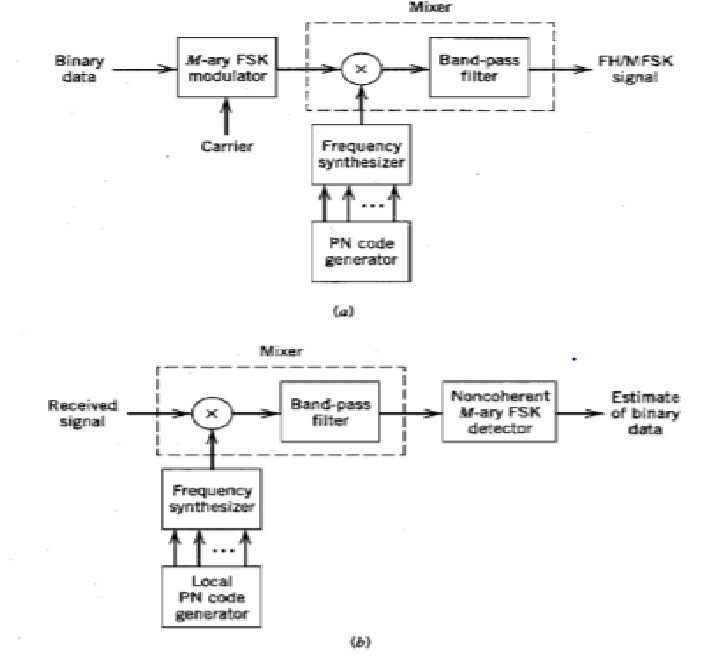 Mixer
Binary
data
M-ary FSK
modulator
×
Band-pass
filter
FH/MFSK
signal
Carrier
Frequency
synthesizer
...
PN code
generator
(a)
Mixer
Received
signal
×
Band-pass
filter
Noncoherent
M-ary FSK
detector
Estimate
of binary
data
Frequency
synthesizer
...
Local
PN code
generator
(b)